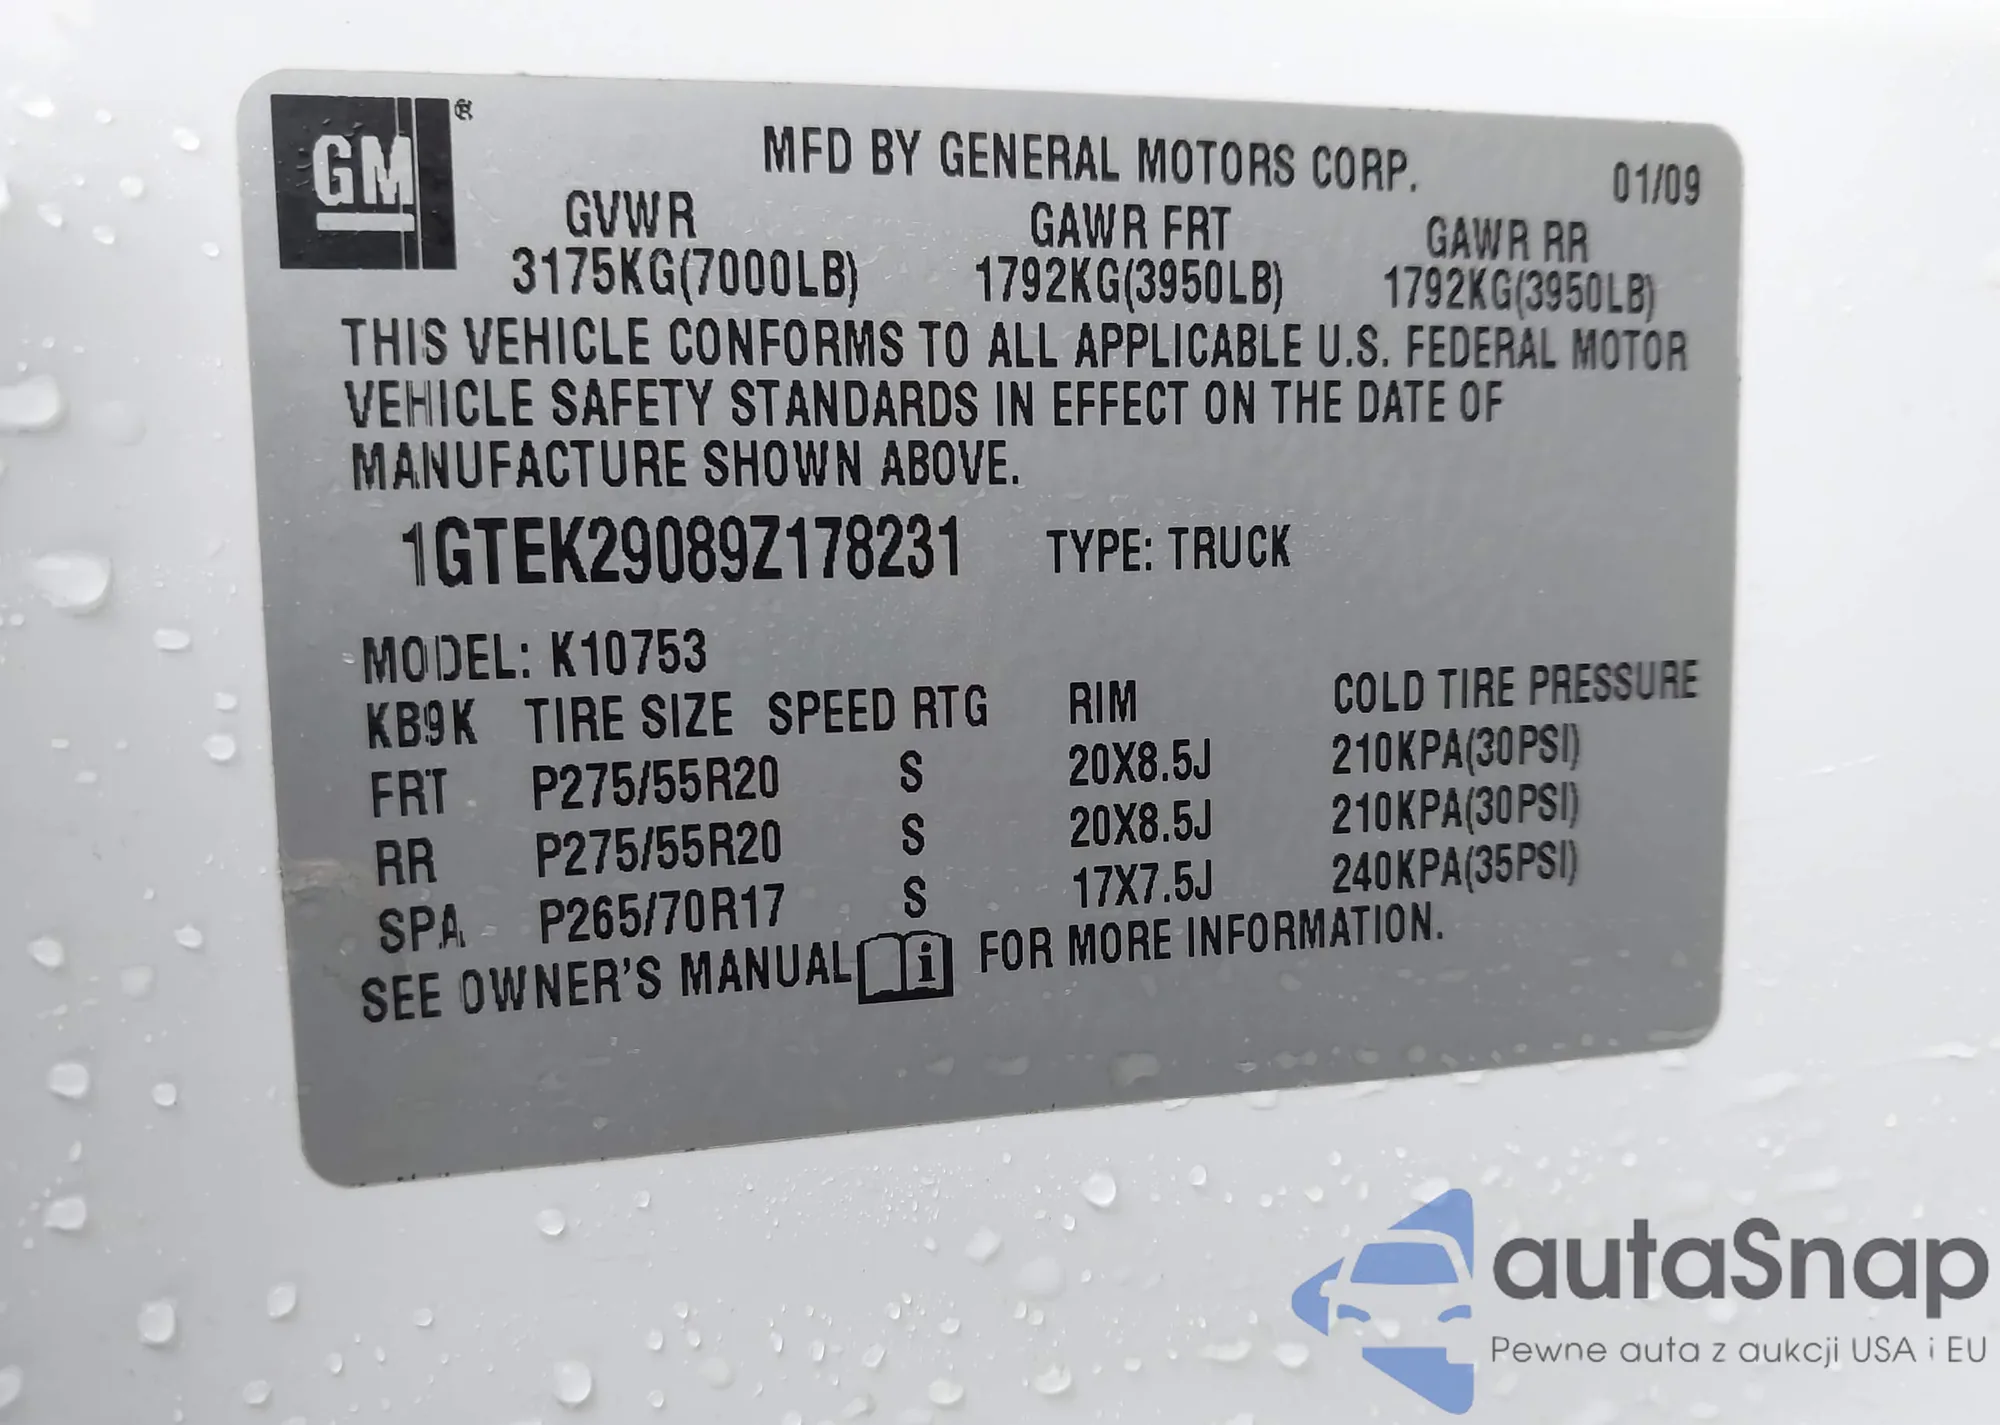 GM®
MFD BY GENERAL MOTORS CORP. 01/09
GVWR GAWR FRT GAWR RR
3175KG(7000LB) 1792KG(3950LB) 1792KG(3950LB)
THIS VEHICLE CONFORMS TO ALL APPLICABLE U.S. FEDERAL MOTOR
VEHICLE SAFETY STANDARDS IN EFFECT ON THE DATE OF
MANUFACTURE SHOWN ABOVE.
1GTEK29089Z178231 TYPE: TRUCK
MODEL: K10753
KB9K TIRE SIZE SPEED RTG RIM COLD TIRE PRESSURE
FRT P275/55R20 S 20X8.5J 210KPA(30PSI)
RR P275/55R20 S 20X8.5J 210KPA(30PSI)
SPA P265/70R17 S 17X7.5J 240KPA(35PSI)
SEE OWNER'S MANUAL i FOR MORE INFORMATION.
autaSnap
Pewne auta z aukcji USA i EU